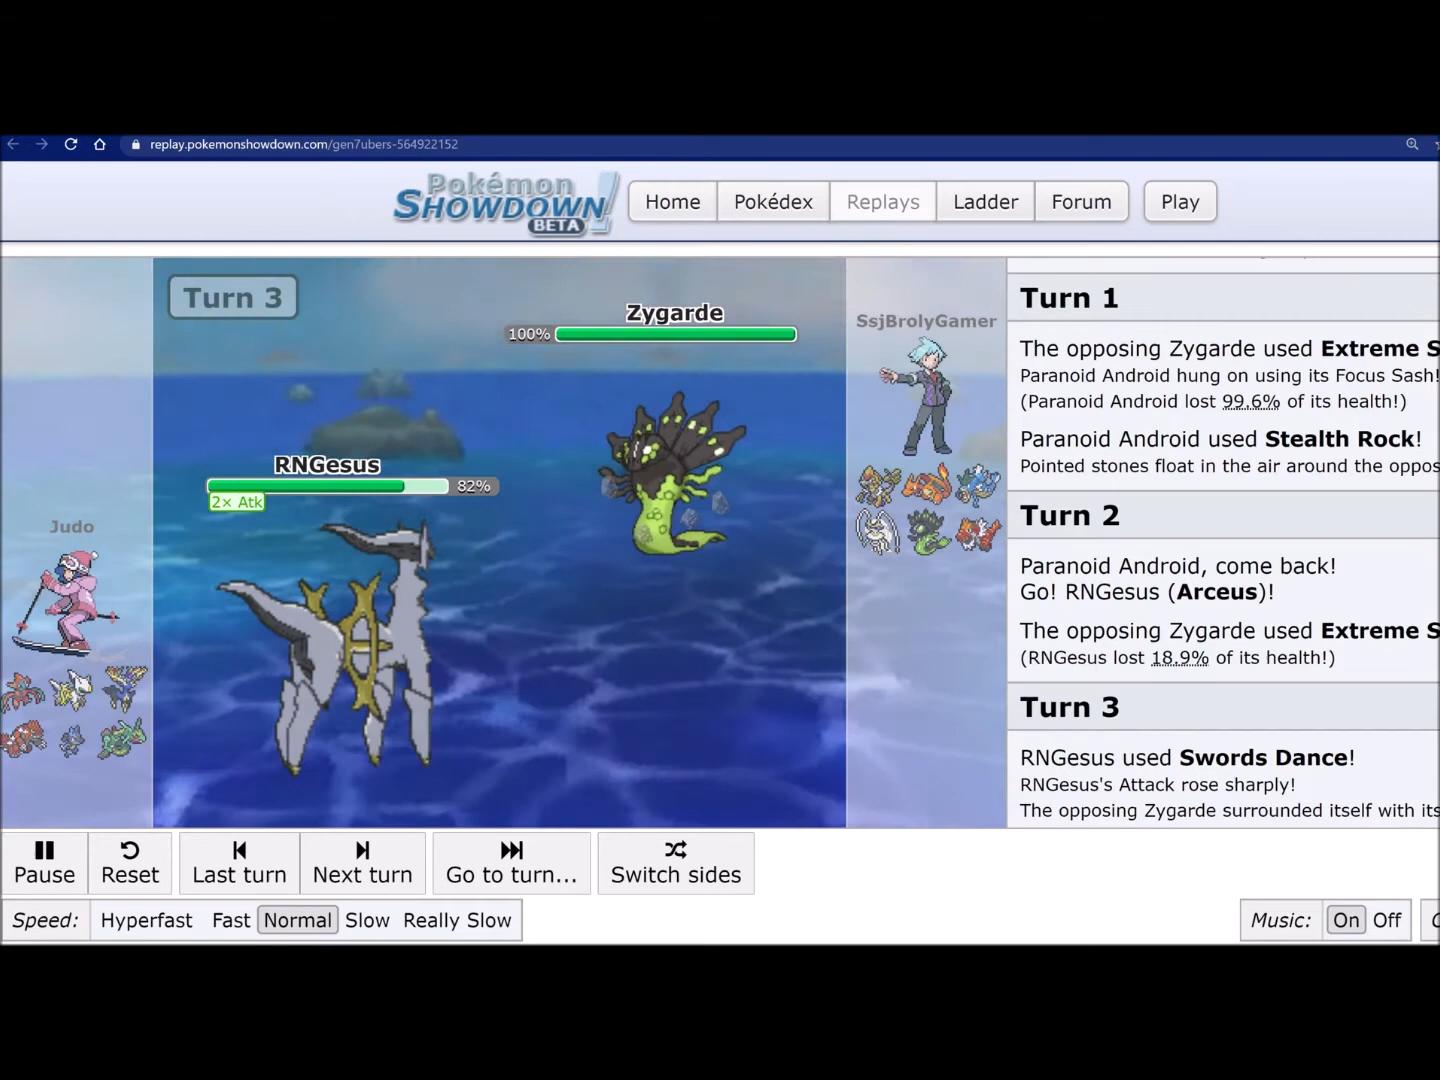 replay.pokemonshowdown.com/gen7ubers-564922152
Pokémon
SHOWDOWN!
BETA
Home
Pokédex
Replays
Ladder
Forum
Play
Turn 3
Zygarde
100%
RNGesus
82%
2× Atk
Judo
SsjBrolyGamer
Turn 1
The opposing Zygarde used Extreme S
Paranoid Android hung on using its Focus Sash!
(Paranoid Android lost 99.6% of its health!)
Paranoid Android used Stealth Rock!
Pointed stones float in the air around the oppos
Turn 2
Paranoid Android, come back!
Go! RNGesus (Arceus)!
The opposing Zygarde used Extreme S
(RNGesus lost 18.9% of its health!)
Turn 3
RNGesus used Swords Dance!
RNGesus's Attack rose sharply!
The opposing Zygarde surrounded itself with its
Pause
Reset
Last turn
Next turn
Go to turn...
Switch sides
Speed:
Hyperfast
Fast
Normal
Slow
Really Slow
Music:
On
Off